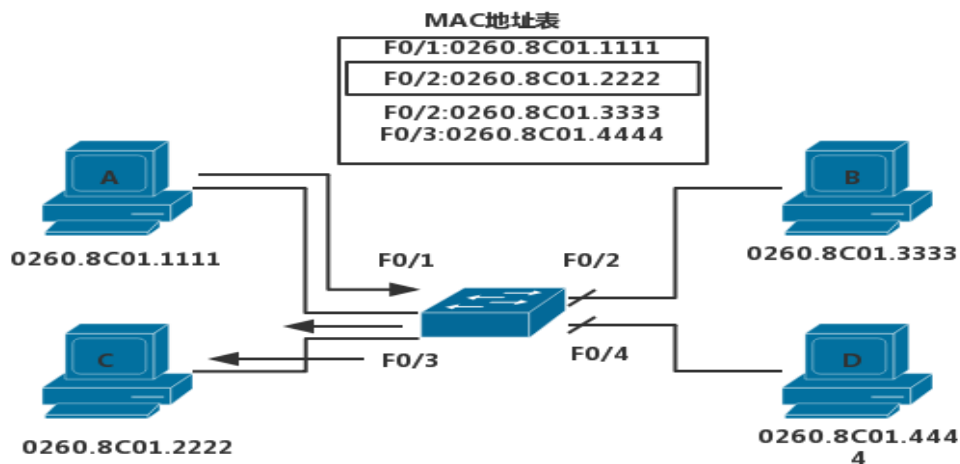 MAC地址表
F0/1:0260.8C01.1111
F0/2:0260.8C01.2222
F0/2:0260.8C01.3333
F0/3:0260.8C01.4444
A
B
0260.8C01.1111
F0/1
F0/2
0260.8C01.3333
C
F0/3
F0/4
D
0260.8C01.2222
0260.8C01.444
4